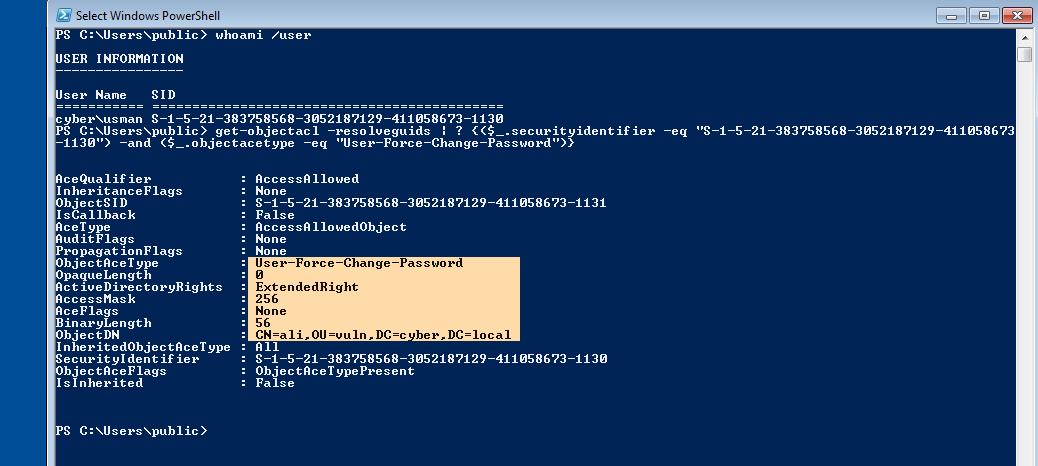 Select Windows PowerShell
PS C:\Users\public> whoami /user
USER INFORMATION
----------------
User Name   SID
=========== ============================================
cyber\usman S-1-5-21-383758568-3052187129-411058673-1130
PS C:\Users\public> get-objectacl -resolveguids | ? {($_.securityidentifier -eq "S-1-5-21-383758568-3052187129-411058673
-1130") -and ($_.objectacetype -eq "User-Force-Change-Password")}
AceQualifier           : AccessAllowed
InheritanceFlags       : None
ObjectSID              : S-1-5-21-383758568-3052187129-411058673-1131
IsCallback             : False
AceType                : AccessAllowedObject
AuditFlags             : None
PropagationFlags       : None
ObjectAceType          : User-Force-Change-Password
OpaqueLength           : 0
ActiveDirectoryRights  : ExtendedRight
AccessMask             : 256
AceFlags               : None
BinaryLength           : 56
ObjectDN               : CN=ali,OU=vuln,DC=cyber,DC=local
InheritedObjectAceType : All
SecurityIdentifier     : S-1-5-21-383758568-3052187129-411058673-1130
ObjectAceFlags         : ObjectAceTypePresent
IsInherited            : False
PS C:\Users\public>